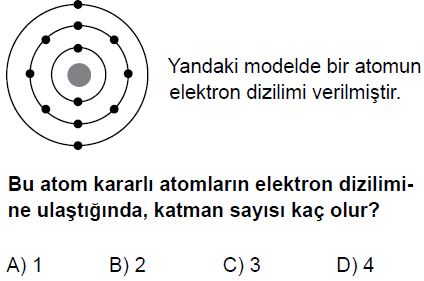 Yandaki modelde bir atomun
elektron dizilimi verilmiştir.
Bu atom kararlı atomların elektron dizilimi-
ne ulaştığında, katman sayısı kaç olur?
A) 1 B) 2 C) 3 D) 4